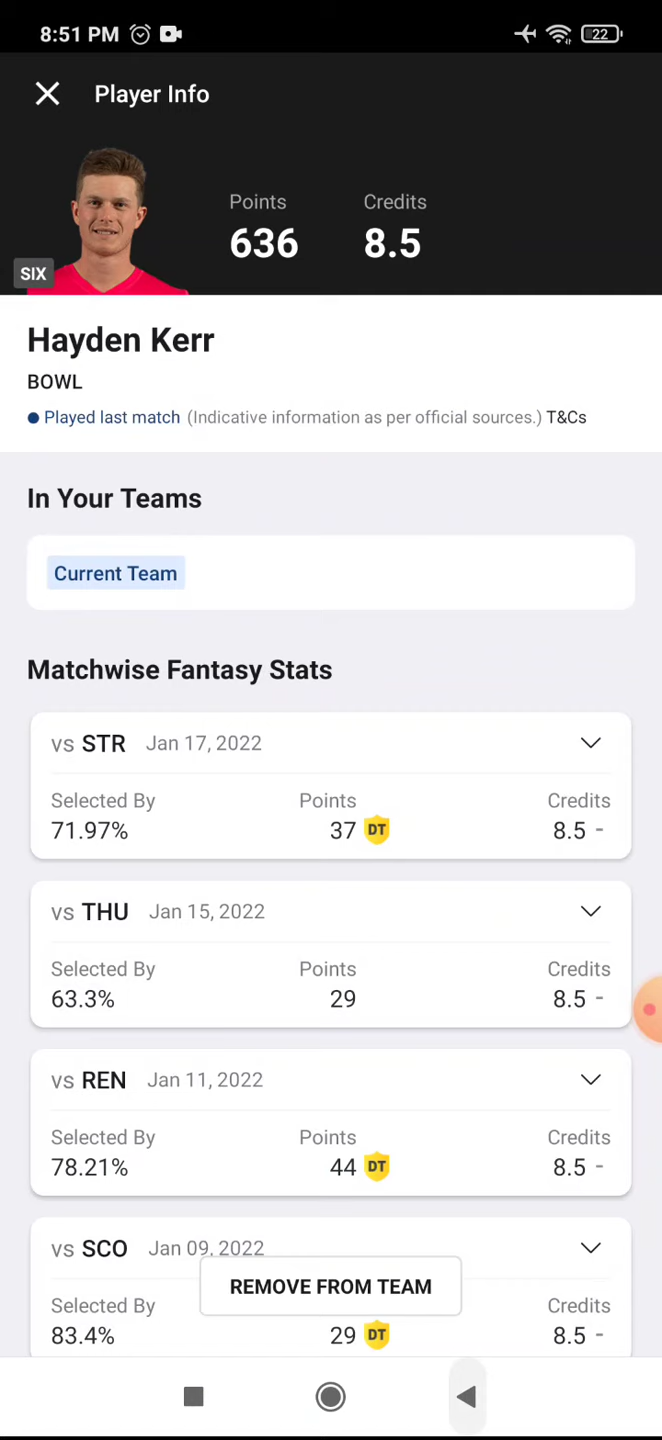 8:51 PM
22
Player Info
Points
Credits
636
8.5
SIX
Hayden Kerr
BOWL
Played last match (Indicative information as per official sources.) T&Cs
In Your Teams
Current Team
Matchwise Fantasy Stats
vs STR Jan 17, 2022
Selected By Points Credits
71.97% 37 DT 8.5 -
vs THU Jan 15, 2022
Selected By Points Credits
63.3% 29 8.5 -
vs REN Jan 11, 2022
Selected By Points Credits
78.21% 44 DT 8.5 -
vs SCO Jan 09, 2022
REMOVE FROM TEAM
Selected By Credits
83.4% 29 DT 8.5 -